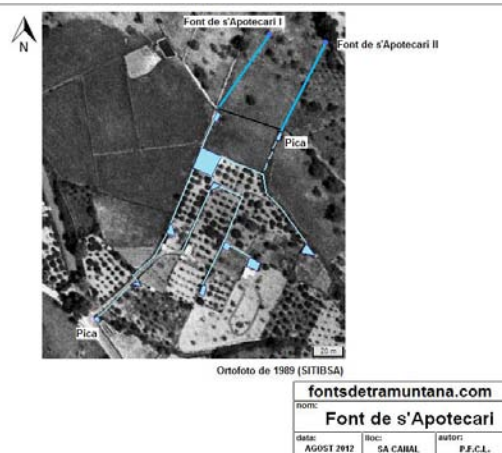 Font de s'Apotecari I
Font de s'Apotecari II
N
Pica
Pica
20 m
Ortofoto de 1989 (SITIBSA)
fontsdetramuntana.com
nom:
Font de s'Apotecari
data:
AGOST 2012
lloc:
SA CANAL
autor:
P.F.C.L.